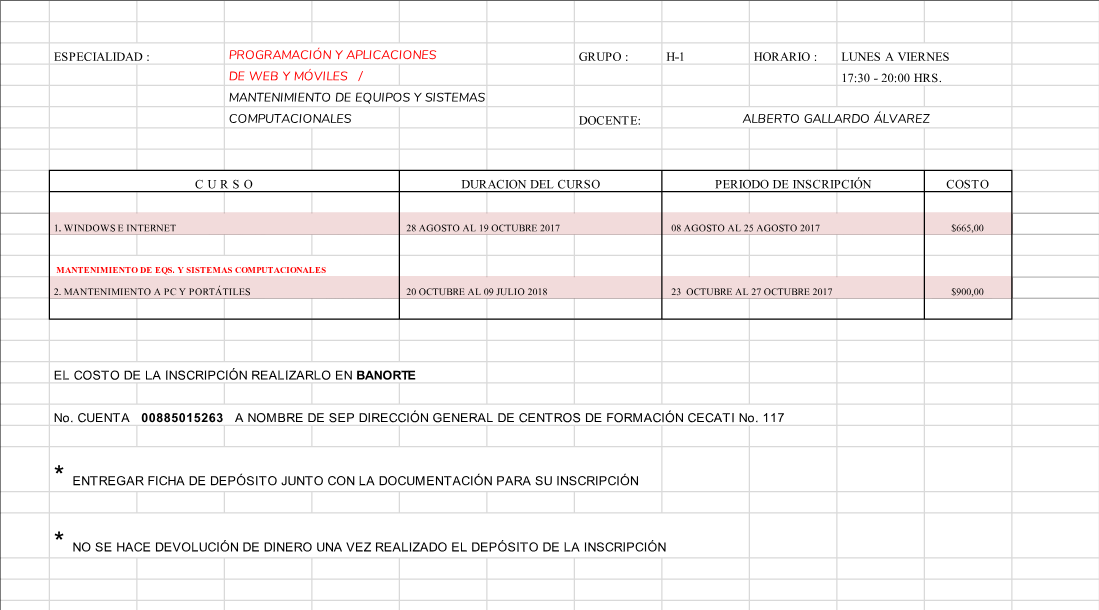 ESPECIALIDAD : PROGRAMACIÓN Y APLICACIONES GRUPO : H-1 HORARIO : LUNES A VIERNES
DE WEB Y MÓVILES / 17:30 - 20:00 HRS.
MANTENIMIENTO DE EQUIPOS Y SISTEMAS
COMPUTACIONALES DOCENTE: ALBERTO GALLARDO ÁLVAREZ
C U R S O DURACION DEL CURSO PERIODO DE INSCRIPCIÓN COSTO
1. WINDOWS E INTERNET 28 AGOSTO AL 19 OCTUBRE 2017 08 AGOSTO AL 25 AGOSTO 2017 $665,00
MANTENIMIENTO DE EQS. Y SISTEMAS COMPUTACIONALES
2. MANTENIMIENTO A PC Y PORTÁTILES 20 OCTUBRE AL 09 JULIO 2018 23 OCTUBRE AL 27 OCTUBRE 2017 $900,00
EL COSTO DE LA INSCRIPCIÓN REALIZARLO EN BANORTE
No. CUENTA 00885015263 A NOMBRE DE SEP DIRECCIÓN GENERAL DE CENTROS DE FORMACIÓN CECATI No. 117
* ENTREGAR FICHA DE DEPÓSITO JUNTO CON LA DOCUMENTACIÓN PARA SU INSCRIPCIÓN
* NO SE HACE DEVOLUCIÓN DE DINERO UNA VEZ REALIZADO EL DEPÓSITO DE LA INSCRIPCIÓN